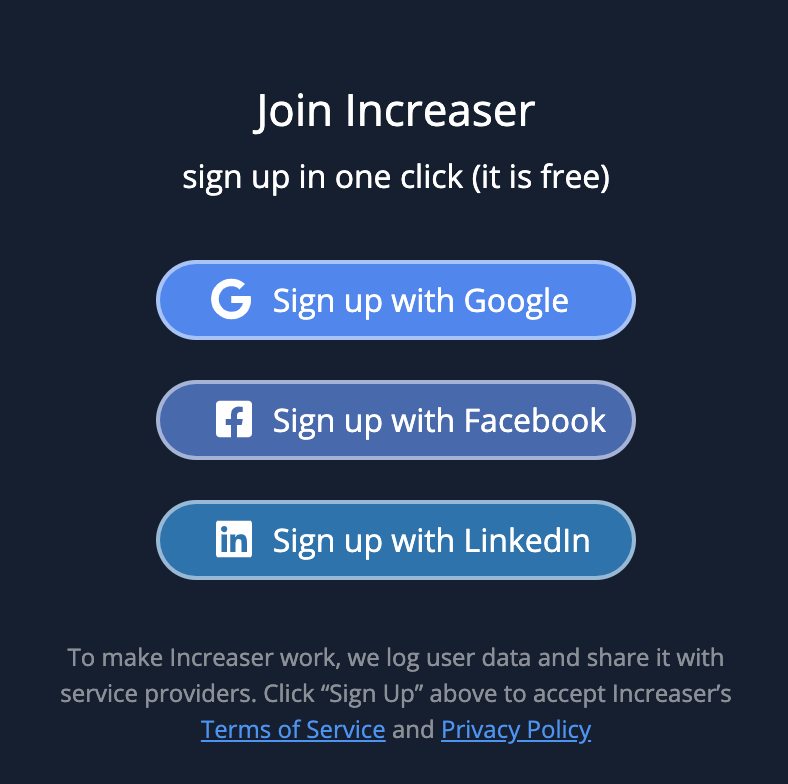 Join Increaser
sign up in one click (it is free)
Sign up with Google
Sign up with Facebook
in Sign up with LinkedIn
To make Increaser work, we log user data and share it with
service providers. Click “Sign Up” above to accept Increaser’s
Terms of Service and Privacy Policy